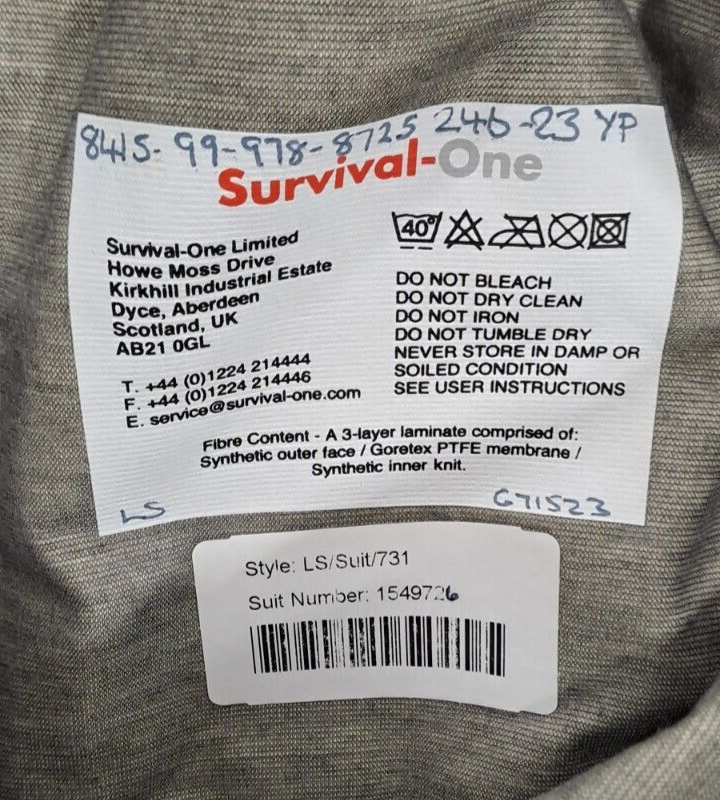 8415-99-978-8725 246-23 YP
Survival-One
Survival-One Limited
Howe Moss Drive
Kirkhill Industrial Estate
Dyce, Aberdeen
Scotland, UK
AB21 0GL
T. +44 (0)1224 214444
F. +44 (0)1224 214446
E. service@survival-one.com
40°
DO NOT BLEACH
DO NOT DRY CLEAN
DO NOT IRON
DO NOT TUMBLE DRY
NEVER STORE IN DAMP OR
SOILED CONDITION
SEE USER INSTRUCTIONS
Fibre Content - A 3-layer laminate comprised of:
Synthetic outer face / Goretex PTFE membrane /
Synthetic inner knit.
LS
G71523
Style: LS/Suit/731
Suit Number: 1549726